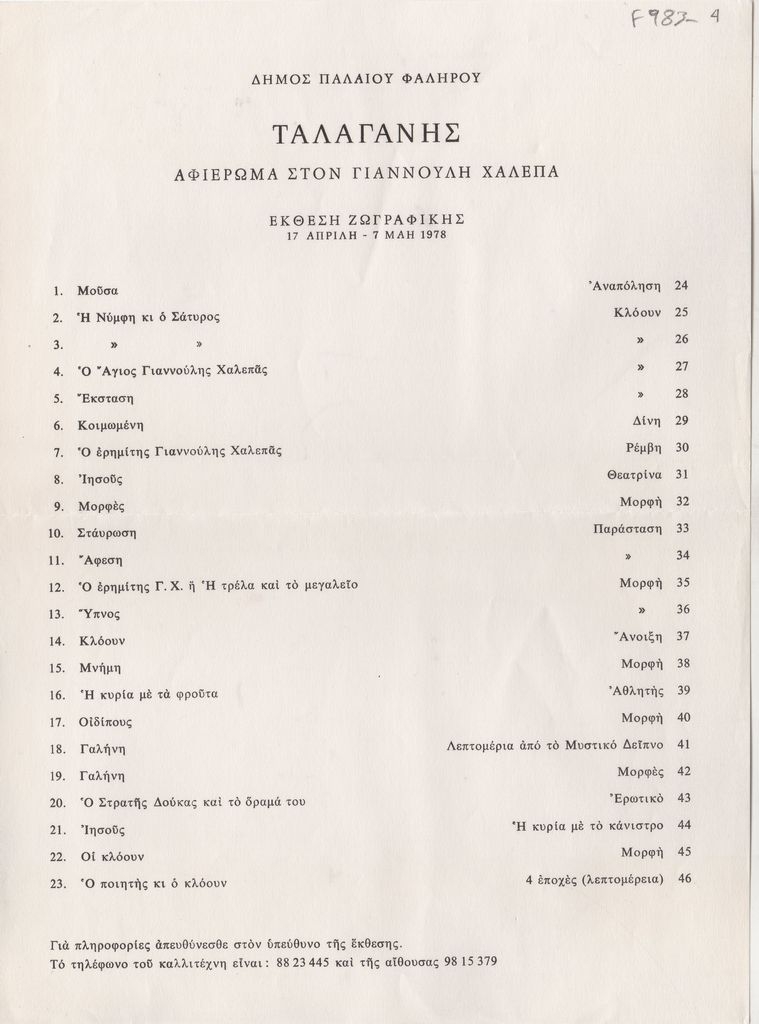 F 983- 4
ΔΗΜΟΣ ΠΑΛΑΙΟΥ ΦΑΛΗΡΟΥ
ΤΑΛΑΓΑΝΗΣ
ΑΦΙΕΡΩΜΑ ΣΤΟΝ ΓΙΑΝΝΟΥΛΗ ΧΑΛΕΠΑ
ΕΚΘΕΣΗ ΖΩΓΡΑΦΙΚΗΣ
17 ΑΠΡΙΛΗ - 7 ΜΑΗ 1978
1. Μοῦσα
2. Ἡ Νύμφη κι ὁ Σάτυρος
3. » »
4. Ὁ Ἅγιος Γιαννούλης Χαλεπᾶς
5. Ἔκσταση
6. Κοιμωμένη
7. Ὁ ἐρημίτης Γιαννούλης Χαλεπᾶς
8. Ἰησοῦς
9. Μορφὲς
10. Στάυρωση
11. Ἄφεση
12. Ὁ ἐρημίτης Γ. Χ. ἤ Ἡ τρέλα καὶ τὸ μεγαλεῖο
13. Ὕπνος
14. Κλόουν
15. Μνήμη
16. Ἡ κυρία μὲ τὰ φροῦτα
17. Οἰδίπους
18. Γαλήνη
19. Γαλήνη
20. Ὁ Στρατῆς Δούκας καὶ τὸ ὅραμά του
21. Ἰησοῦς
22. Οἱ κλόουν
23. Ὁ ποιητὴς κι ὁ κλόουν
Ἀναπόληση 24
Κλόουν 25
» 26
» 27
» 28
Δίνη 29
Ρέμβη 30
Θεατρίνα 31
Μορφὴ 32
Παράσταση 33
» 34
Μορφὴ 35
» 36
Ἄνοιξη 37
Μορφὴ 38
Ἀθλητὴς 39
Μορφὴ 40
Λεπτομέρια ἀπό τὸ Μυστικό Δεῖπνο 41
Μορφὲς 42
Ἐρωτικὸ 43
Ἡ κυρία μὲ τὸ κάνιστρο 44
Μορφὴ 45
4 ἐποχὲς (λεπτομέρεια) 46
Γιὰ πληροφορίες ἀπευθύνεσθε στὸν ὑπεύθυνο τῆς ἔκθεσης.
Τό τηλέφωνο τοῦ καλλιτέχνη εἶναι: 88 23 445 καὶ τῆς αἴθουσας 98 15 379